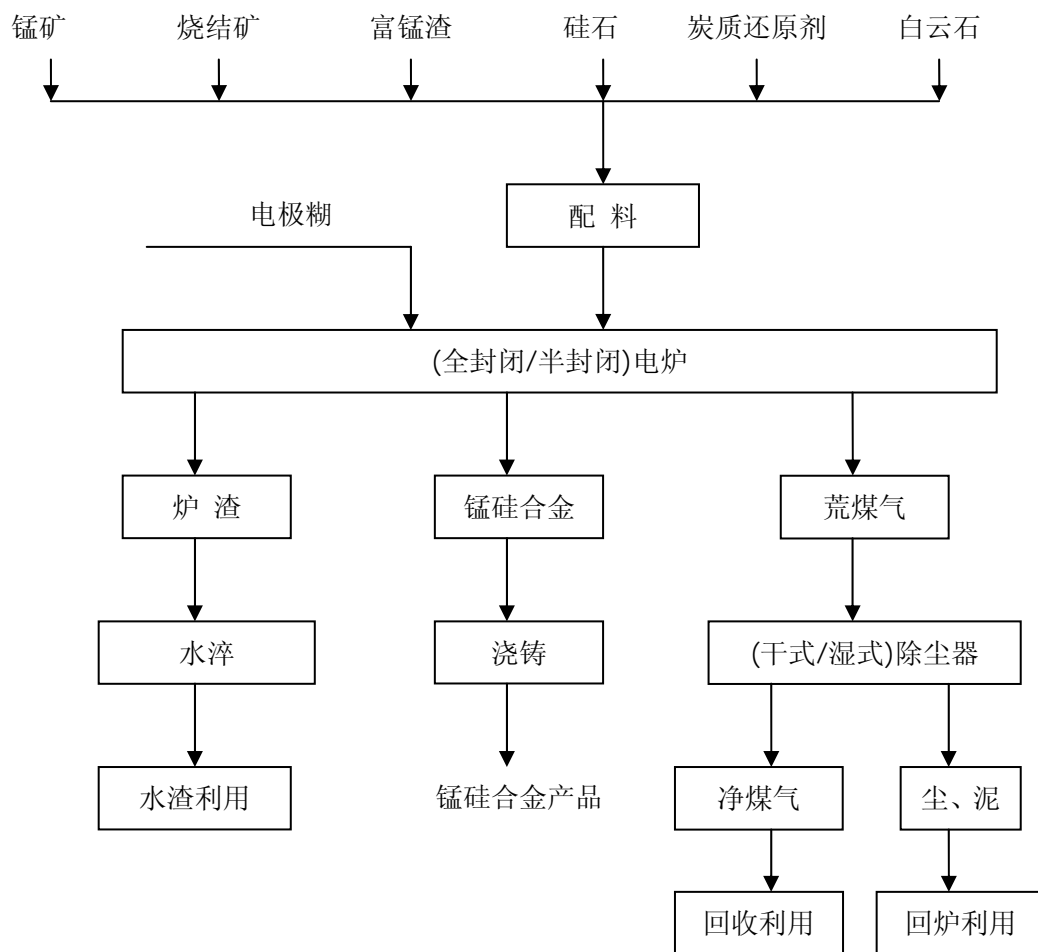 锰矿 烧结矿 富锰渣 硅石 炭质还原剂 白云石
电极糊 配 料
(全封闭/半封闭)电炉
炉 渣 锰硅合金 荒煤气
水淬 浇铸 (干式/湿式)除尘器
水渣利用 锰硅合金产品 净煤气 尘、泥
回收利用 回炉利用